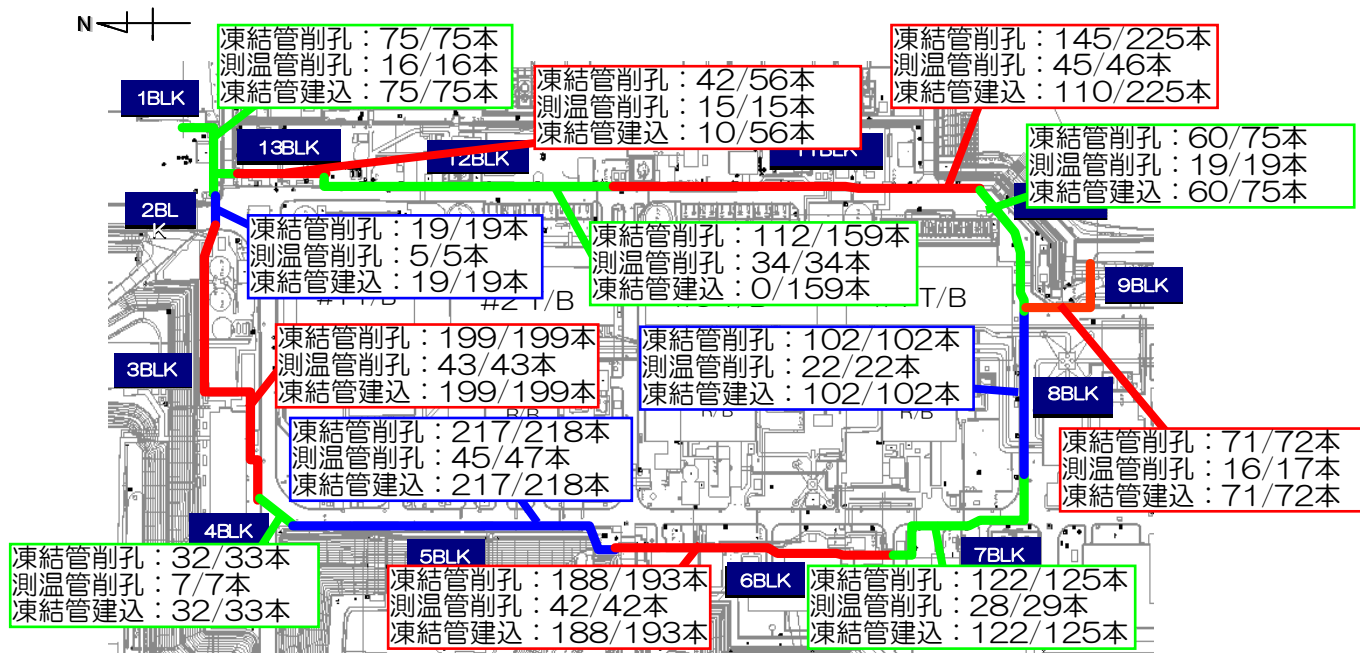 N
凍結管削孔：75/75本
測温管削孔：16/16本
凍結管建込：75/75本
凍結管削孔：145/225本
測温管削孔：45/46本
凍結管建込：110/225本
凍結管削孔：42/56本
測温管削孔：15/15本
凍結管建込：10/56本
1BLK
13BLK
12BLK
11BLK
凍結管削孔：60/75本
測温管削孔：19/19本
凍結管建込：60/75本
2BL
K
凍結管削孔：19/19本
測温管削孔：5/5本
凍結管建込：19/19本
凍結管削孔：112/159本
測温管削孔：34/34本
凍結管建込：0/159本
9BLK
#2 T/B
T/B
凍結管削孔：199/199本
測温管削孔：43/43本
凍結管建込：199/199本
凍結管削孔：102/102本
測温管削孔：22/22本
凍結管建込：102/102本
3BLK
8BLK
R/B
R/B
R/B
凍結管削孔：217/218本
測温管削孔：45/47本
凍結管建込：217/218本
凍結管削孔：71/72本
測温管削孔：16/17本
凍結管建込：71/72本
4BLK
5BLK
6BLK
7BLK
凍結管削孔：32/33本
測温管削孔：7/7本
凍結管建込：32/33本
凍結管削孔：188/193本
測温管削孔：42/42本
凍結管建込：188/193本
凍結管削孔：122/125本
測温管削孔：28/29本
凍結管建込：122/125本